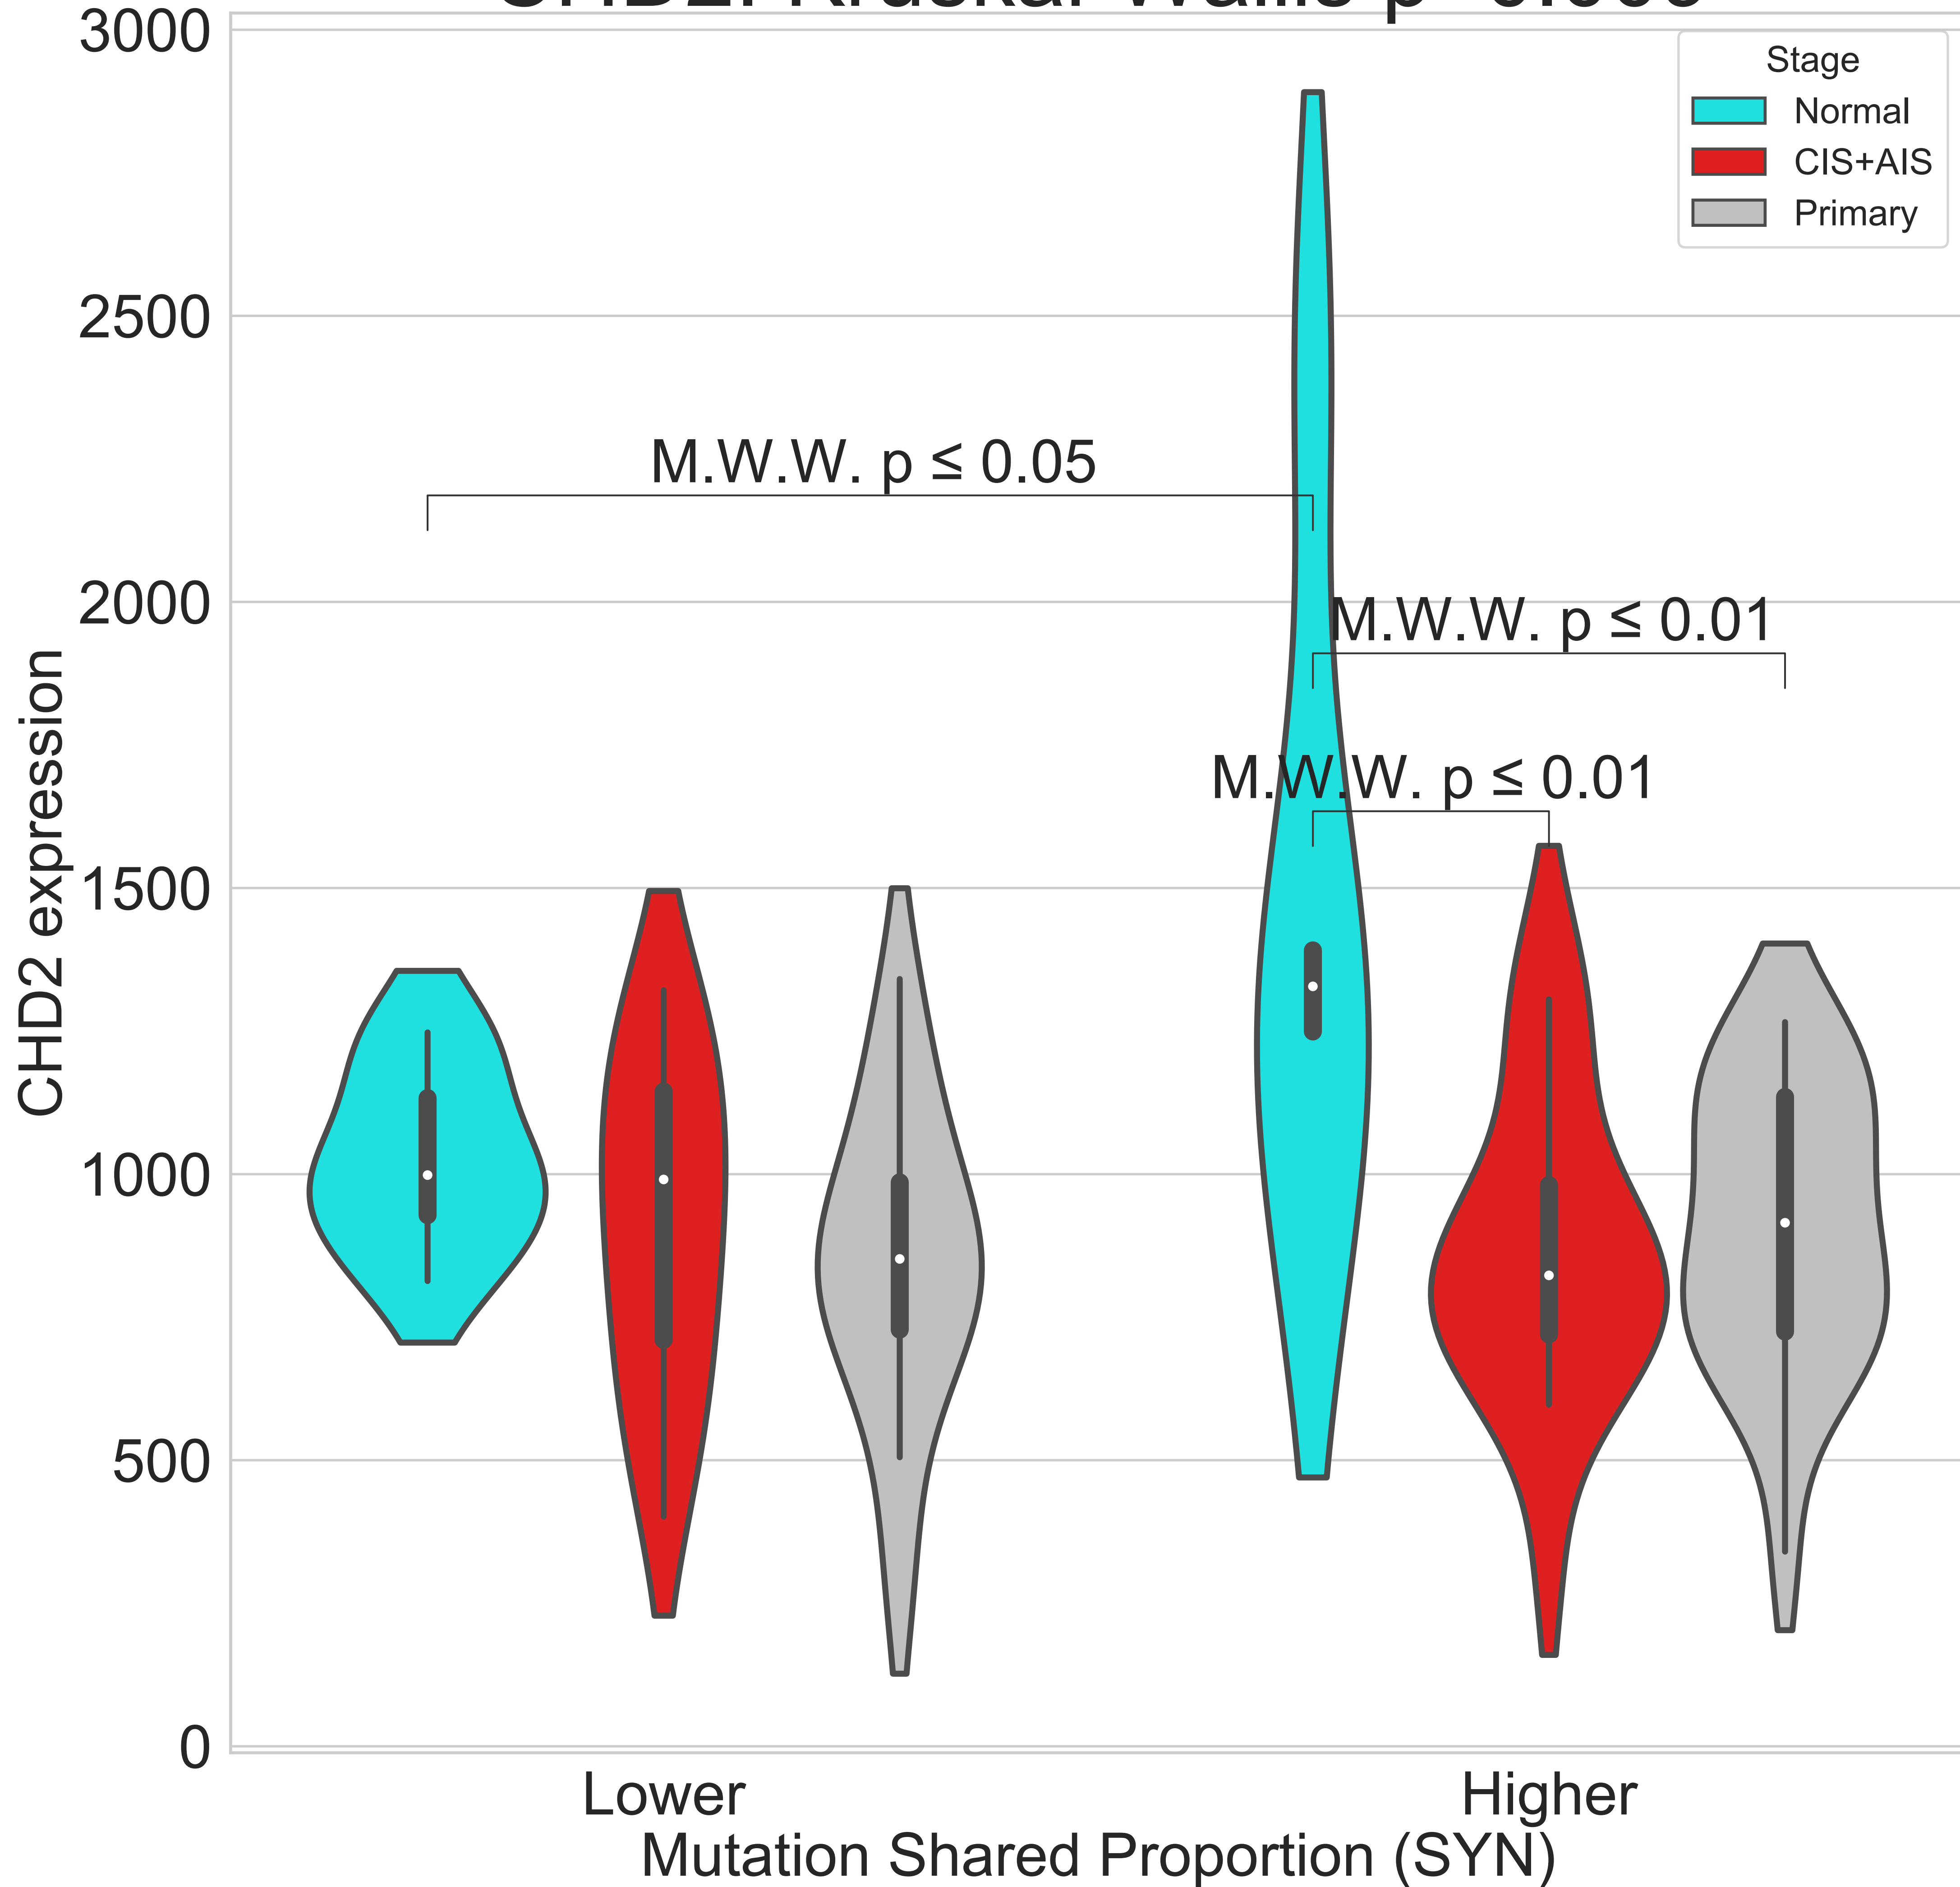 3000
Stage
Normal
CIS+AIS
Primary
2500
M.W.W. p ≤ 0.05
2000
M.W.W. p ≤ 0.01
M.W.W. p ≤ 0.01
CHD2 expression
1500
1000
500
0
Lower
Higher
Mutation Shared Proportion (SYN)